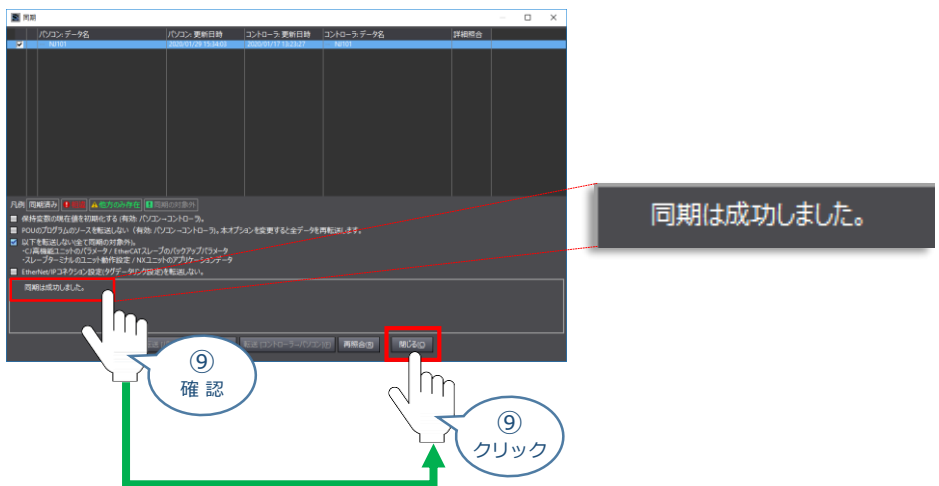 同期
パソコン: データ名 パソコン: 更新日時 コントローラ: 更新日時 コントローラ: データ名 詳細照合
NJ101 2020/01/29 15:34:03 2020/01/17 13:23:27 NJ101
凡例 同期済み 他方のみ存在 同期の対象外
保持変数の現在値を初期化する (有効: パソコン→コントローラ)。
POUのプログラムのソースを転送しない (有効: パソコン→コントローラ)。本オプションを変更すると全データを再転送します。
以下を転送しない(全て同期の対象外)。
・CJ高機能ユニットのパラメータ / EtherCATスレーブのバックアップパラメータ
・スレーブターミナルのユニット動作設定 / NXユニットのアプリケーションデータ
EtherNet/IPコネクション設定(タグデータリンク設定)を転送しない。
同期は成功しました。
転送 [コントローラ→パソコン](F) 再照合(R) 閉じる(C)
同期は成功しました。
⑨
確 認
⑨
クリック